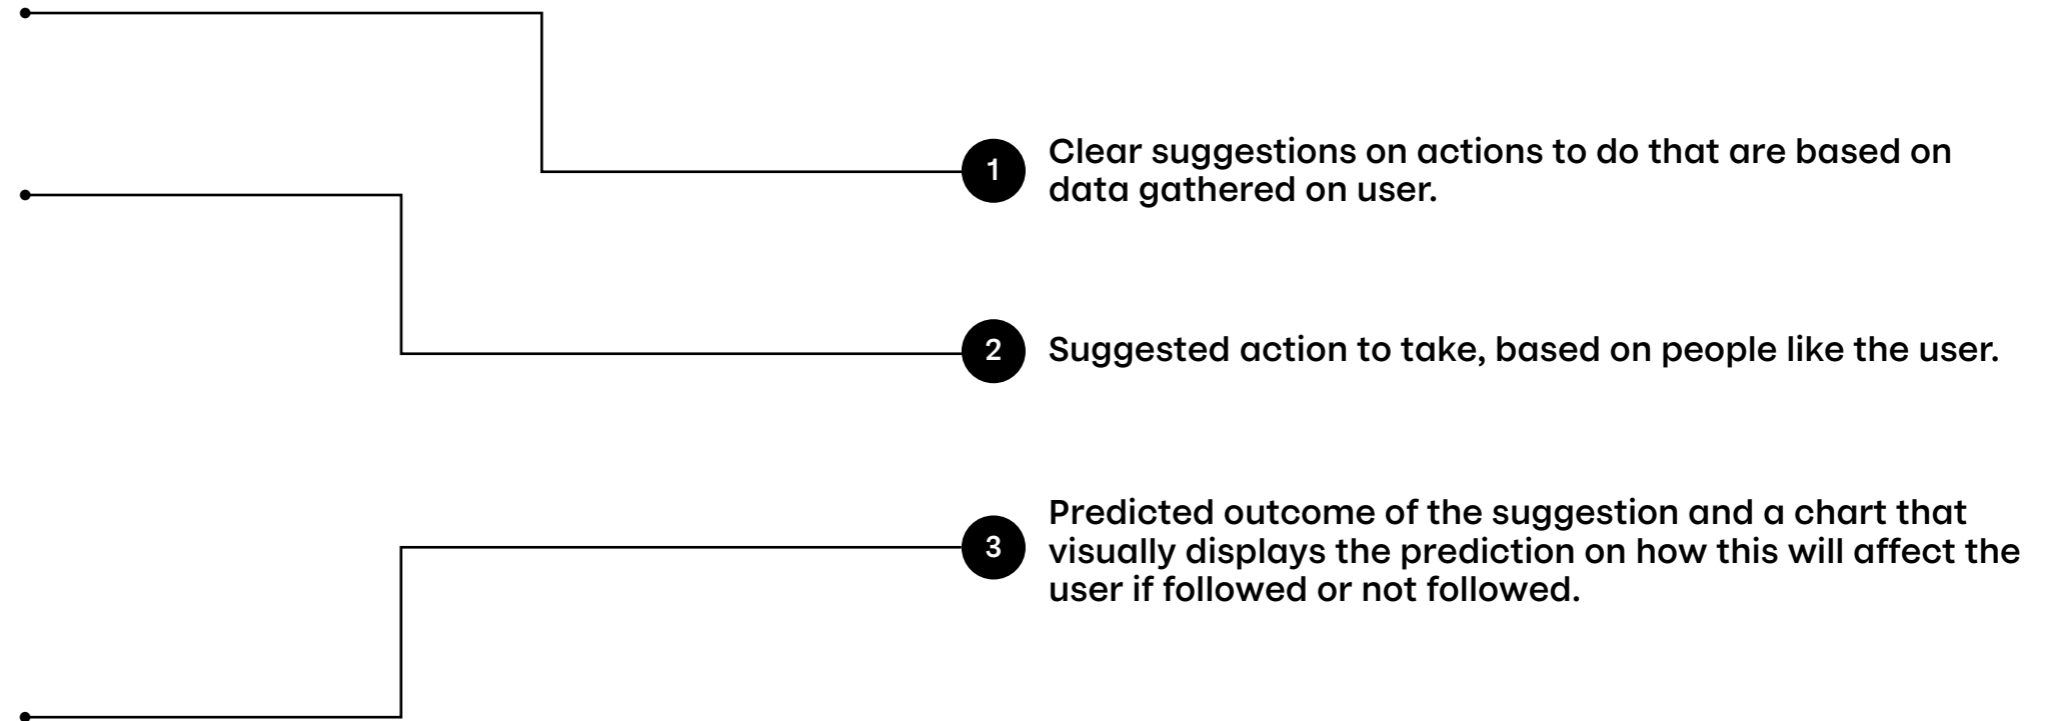 1
Clear suggestions on actions to do that are based on
data gathered on user.
2
Suggested action to take, based on people like the user.
3
Predicted outcome of the suggestion and a chart that
visually displays the prediction on how this will affect the
user if followed or not followed.